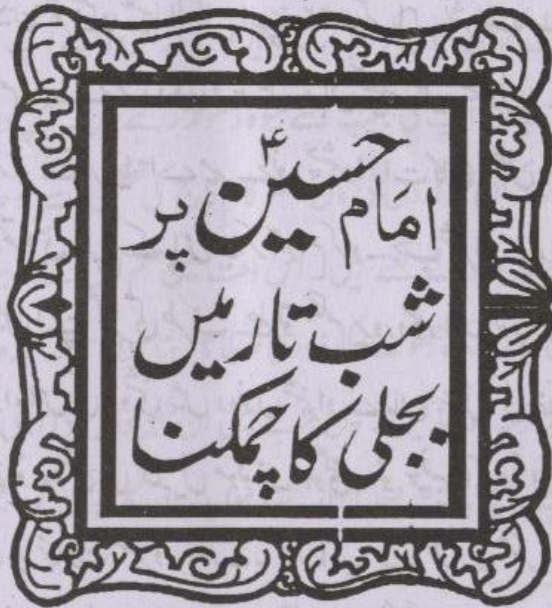 امام حسینؑ پر
شب تار میں
بجلی کا چمکنا